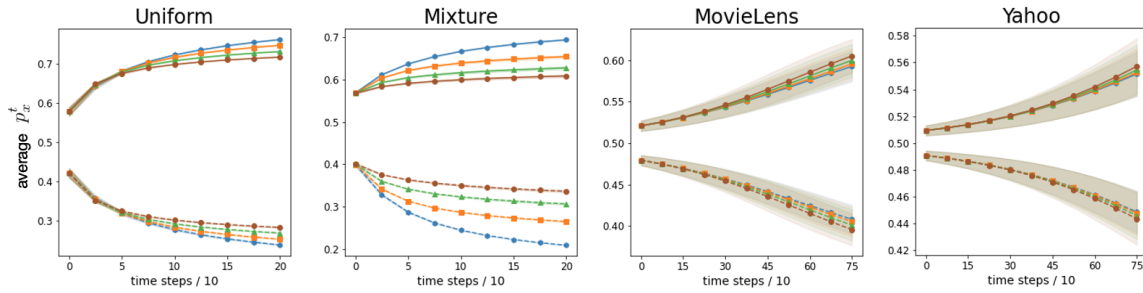 Uniform
Mixture
MovieLens
Yahoo
average p_x^t
0.7
0.6
0.5
0.4
0.3
0 5 10 15 20
time steps / 10
0.7
0.6
0.5
0.4
0.3
0.2
0 5 10 15 20
time steps / 10
0.60
0.55
0.50
0.45
0.40
0 15 30 45 60 75
time steps / 10
0.58
0.56
0.54
0.52
0.50
0.48
0.46
0.44
0.42
0 15 30 45 60 75
time steps / 10